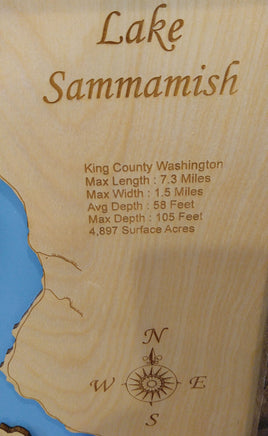 Lake
Sammamish
King County Washington
Max Length : 7.3 Miles
Max Width : 1.5 Miles
Avg Depth : 58 Feet
Max Depth : 105 Feet
4,897 Surface Acres
N
W E
S